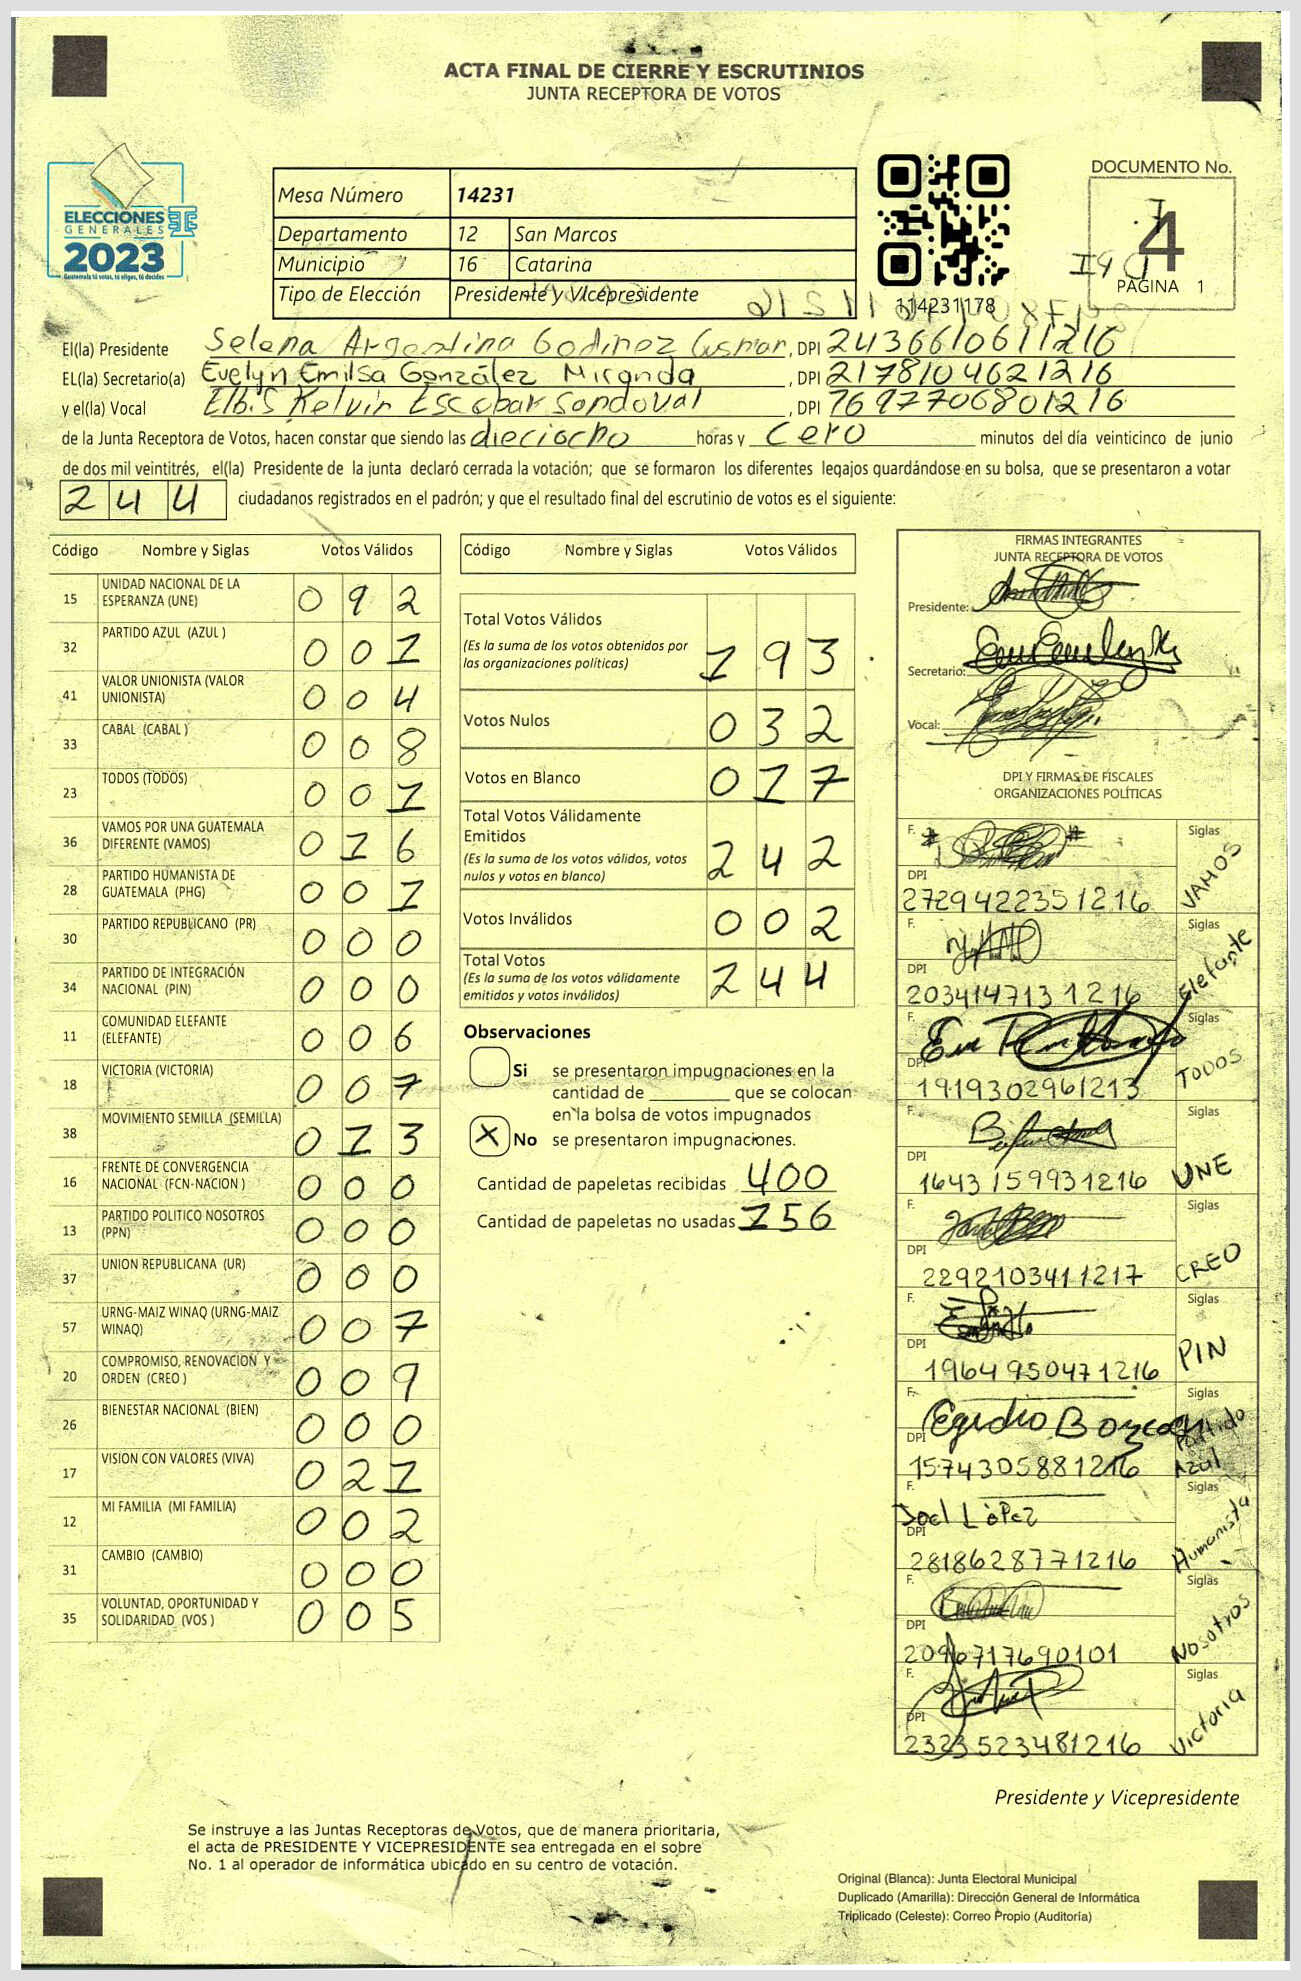 ACTA FINAL DE CIERRE Y ESCRUTINIOS
JUNTA RECEPTORA DE VOTOS
ELECCIONES
GENERALES
2023
Guatemala tú votas, tú eliges, tú decides
Mesa Número 14231
Departamento 12 San Marcos
Municipio 16 Catarina
Tipo de Elección Presidente y Vicepresidente
114231178
DOCUMENTO No.
4
PÁGINA 1
El(la) Presidente Selena Argentina Godinez Gusmar, DPI 2436610611216
EL(la) Secretario(a) Evelyn Emilsa González Miranda, DPI 2178104621216
y el(la) Vocal Elbis Kelvin Escobar Sandoval, DPI 7697706801216
de la Junta Receptora de Votos, hacen constar que siendo las dieciocho horas y cero minutos del día veinticinco de junio
de dos mil veintitrés, el(la) Presidente de la junta declaró cerrada la votación; que se formaron los diferentes legajos guardándose en su bolsa, que se presentaron a votar
244 ciudadanos registrados en el padrón; y que el resultado final del escrutinio de votos es el siguiente:
Código Nombre y Siglas Votos Válidos
15 UNIDAD NACIONAL DE LA ESPERANZA (UNE) 092
32 PARTIDO AZUL (AZUL ) 001
41 VALOR UNIONISTA (VALOR UNIONISTA) 004
33 CABAL (CABAL ) 008
23 TODOS (TODOS) 001
36 VAMOS POR UNA GUATEMALA DIFERENTE (VAMOS) 016
28 PARTIDO HUMANISTA DE GUATEMALA (PHG) 001
30 PARTIDO REPUBLICANO (PR) 000
34 PARTIDO DE INTEGRACIÓN NACIONAL (PIN) 000
11 COMUNIDAD ELEFANTE (ELEFANTE) 006
18 VICTORIA (VICTORIA) 007
38 MOVIMIENTO SEMILLA (SEMILLA) 013
16 FRENTE DE CONVERGENCIA NACIONAL (FCN-NACION ) 000
13 PARTIDO POLITICO NOSOTROS (PPN) 000
37 UNION REPUBLICANA (UR) 000
57 URNG-MAIZ WINAQ (URNG-MAIZ WINAQ) 007
20 COMPROMISO, RENOVACION Y ORDEN (CREO ) 009
26 BIENESTAR NACIONAL (BIEN) 000
17 VISION CON VALORES (VIVA) 021
12 MI FAMILIA (MI FAMILIA) 002
31 CAMBIO (CAMBIO) 000
35 VOLUNTAD, OPORTUNIDAD Y SOLIDARIDAD (VOS ) 005
Código Nombre y Siglas Votos Válidos
Total Votos Válidos 193
(Es la suma de los votos obtenidos por
las organizaciones políticas)
Votos Nulos 032
Votos en Blanco 017
Total Votos Válidamente
Emitidos 242
(Es la suma de los votos válidos, votos
nulos y votos en blanco)
Votos Inválidos 002
Total Votos 244
(Es la suma de los votos válidamente
emitidos y votos inválidos)
Observaciones
Si se presentaron impugnaciones en la
cantidad de ________ que se colocan
en la bolsa de votos impugnados
X No se presentaron impugnaciones.
Cantidad de papeletas recibidas 400
Cantidad de papeletas no usadas 156
FIRMAS INTEGRANTES
JUNTA RECEPTORA DE VOTOS
Presidente:
Secretario:
Vocal:
DPI Y FIRMAS DE FISCALES
ORGANIZACIONES POLÍTICAS
F. Siglas VAMOS
DPI 2729422351216
F. Siglas Elefante
DPI 2034147131216
F. Siglas TODOS
DPI 1919302961213
F. Siglas UNE
DPI 1643159931216
F. Siglas CREO
DPI 2292103411217
F. Siglas PIN
DPI 1964950471216
F. Egidio Siglas Partido Azul
DPI 1574305881216
F. Joel López Siglas Humanista
DPI 2818628771216
F. Siglas Nosotros
DPI 2096717690101
F. Siglas Victoria
DPI 2323523481216
Presidente y Vicepresidente
Se instruye a las Juntas Receptoras de Votos, que de manera prioritaria,
el acta de PRESIDENTE Y VICEPRESIDENTE sea entregada en el sobre
No. 1 al operador de informática ubicado en su centro de votación.
Original (Blanca): Junta Electoral Municipal
Duplicado (Amarilla): Dirección General de Informática
Triplicado (Celeste): Correo Propio (Auditoría)